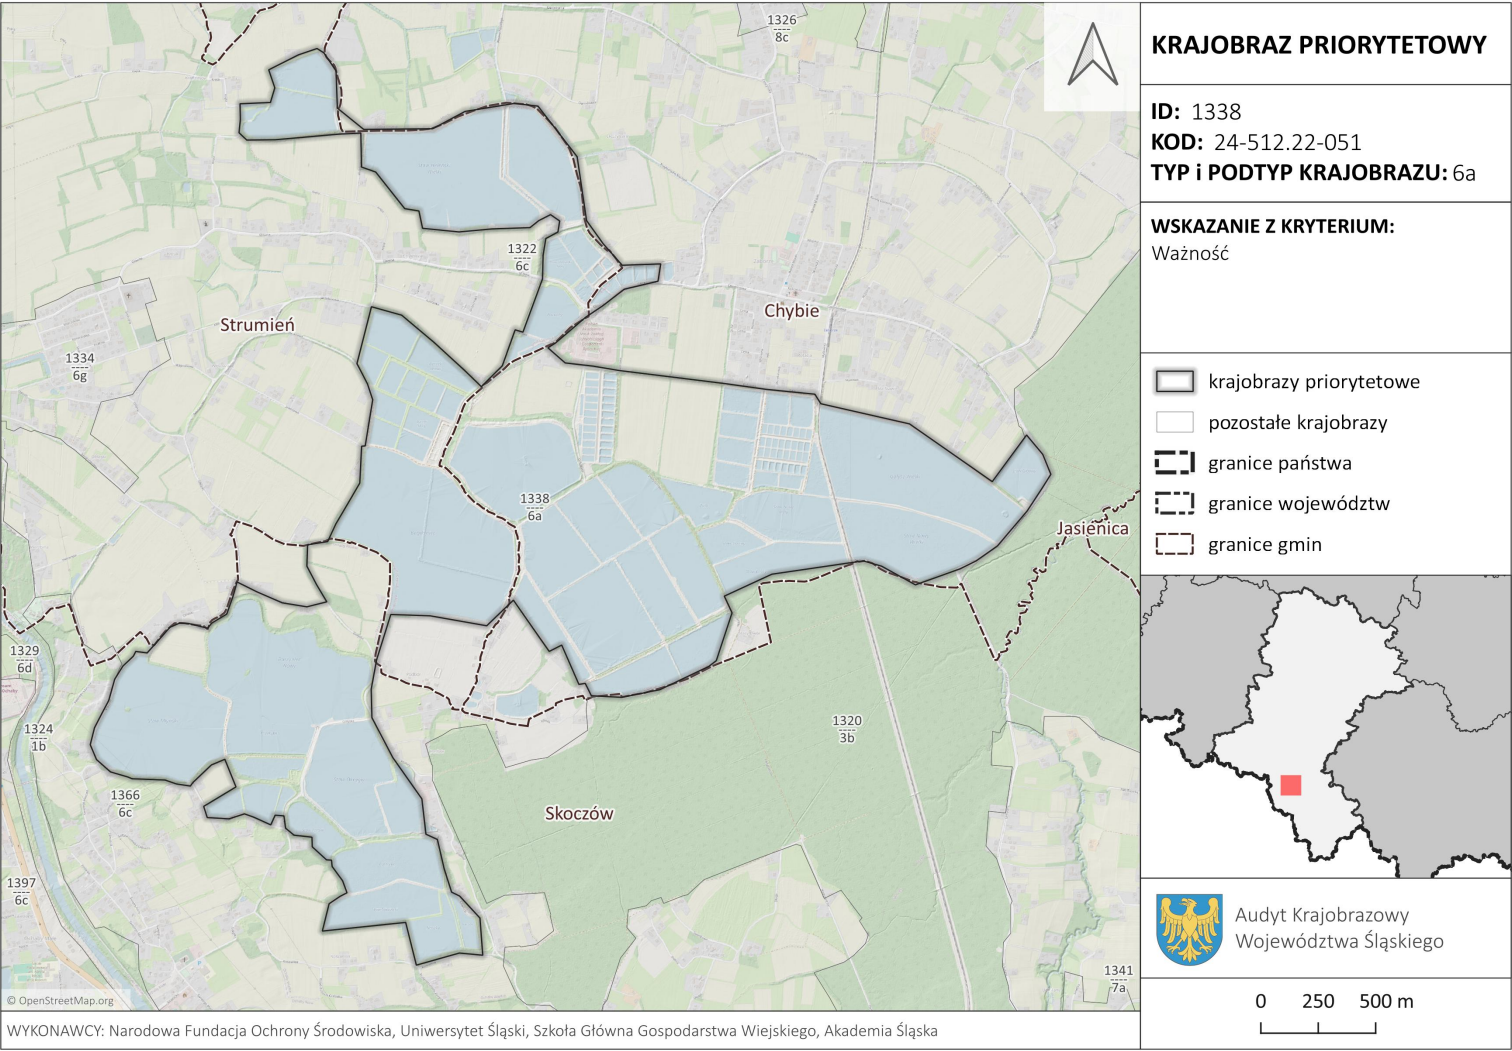 1326
8c
1322
6c
Strumień
Chybie
1334
6g
1338
6a
Jasienica
1329
6d
1324
1b
1320
3b
1366
6c
Skoczów
1397
6c
1341
7a
© OpenStreetMap.org
WYKONAWCY: Narodowa Fundacja Ochrony Środowiska, Uniwersytet Śląski, Szkoła Główna Gospodarstwa Wiejskiego, Akademia Śląska
KRAJOBRAZ PRIORYTETOWY
ID: 1338
KOD: 24-512.22-051
TYP i PODTYP KRAJOBRAZU: 6a
WSKAZANIE Z KRYTERIUM:
Ważność
krajobrazy priorytetowe
pozostałe krajobrazy
granice państwa
granice województw
granice gmin
Audyt Krajobrazowy
Województwa Śląskiego
0 250 500 m